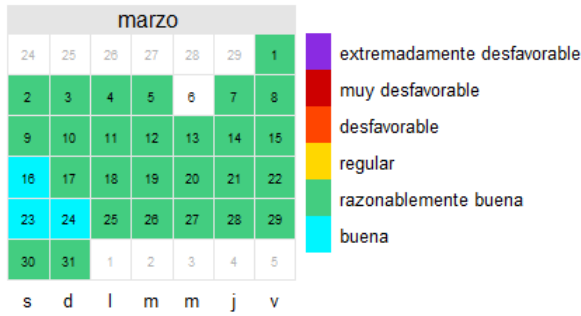 marzo
24 25 26 27 28 29 1
2 3 4 5 6 7 8
9 10 11 12 13 14 15
16 17 18 19 20 21 22
23 24 25 26 27 28 29
30 31 1 2 3 4 5
s d l m m j v
extremadamente desfavorable
muy desfavorable
desfavorable
regular
razonablemente buena
buena